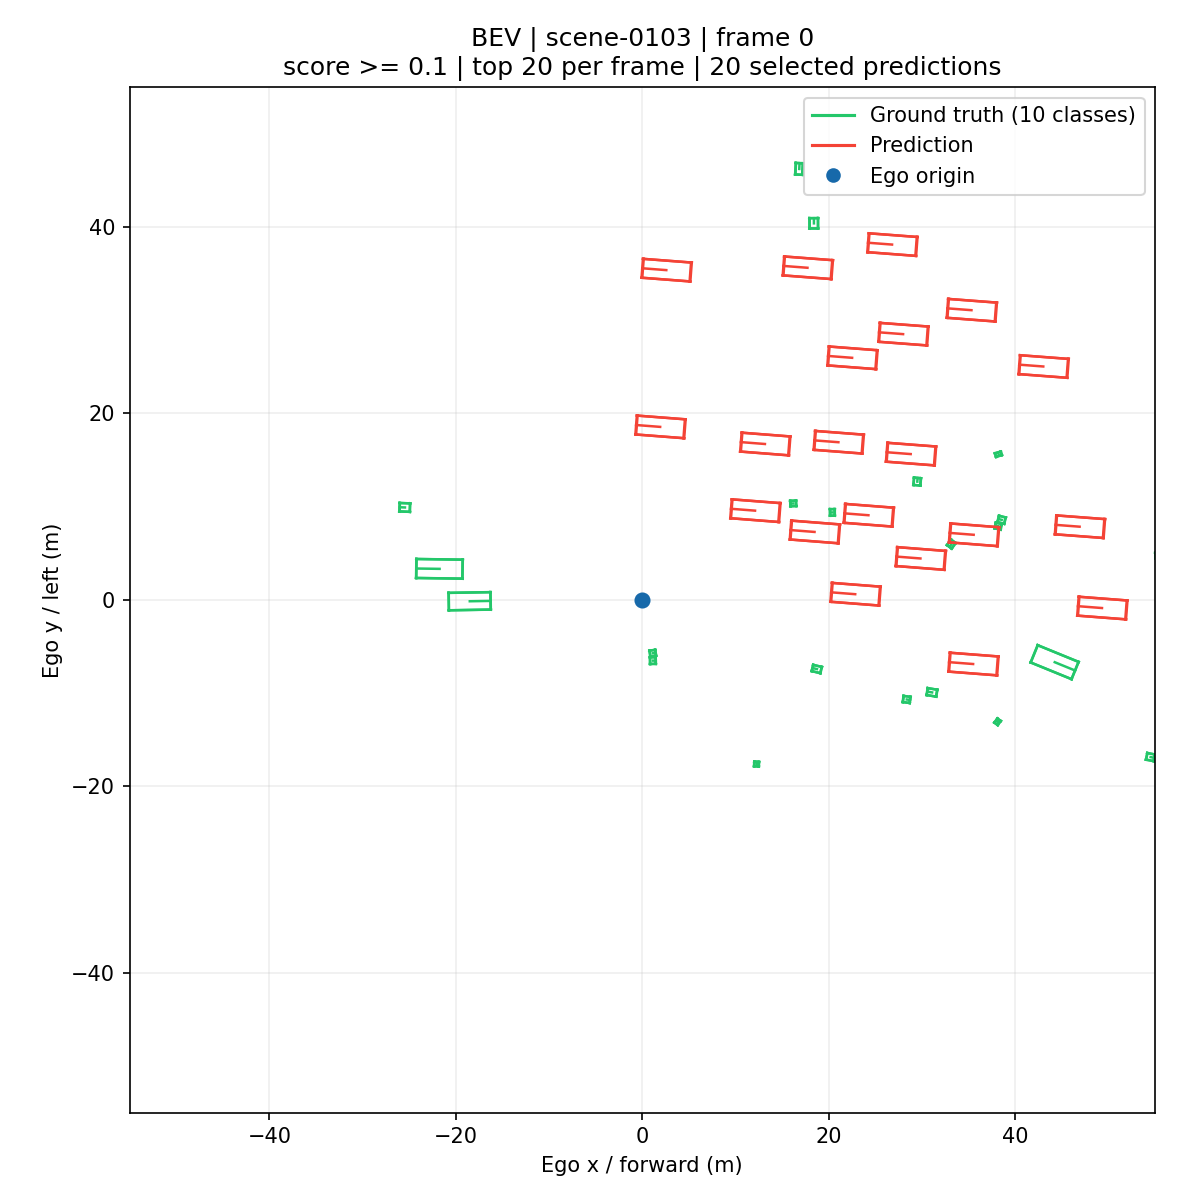 BEV | scene-0103 | frame 0
score >= 0.1 | top 20 per frame | 20 selected predictions
Ground truth (10 classes)
Prediction
Ego origin
40
20
0
−20
−40
Ego y / left (m)
−40
−20
0
20
40
Ego x / forward (m)